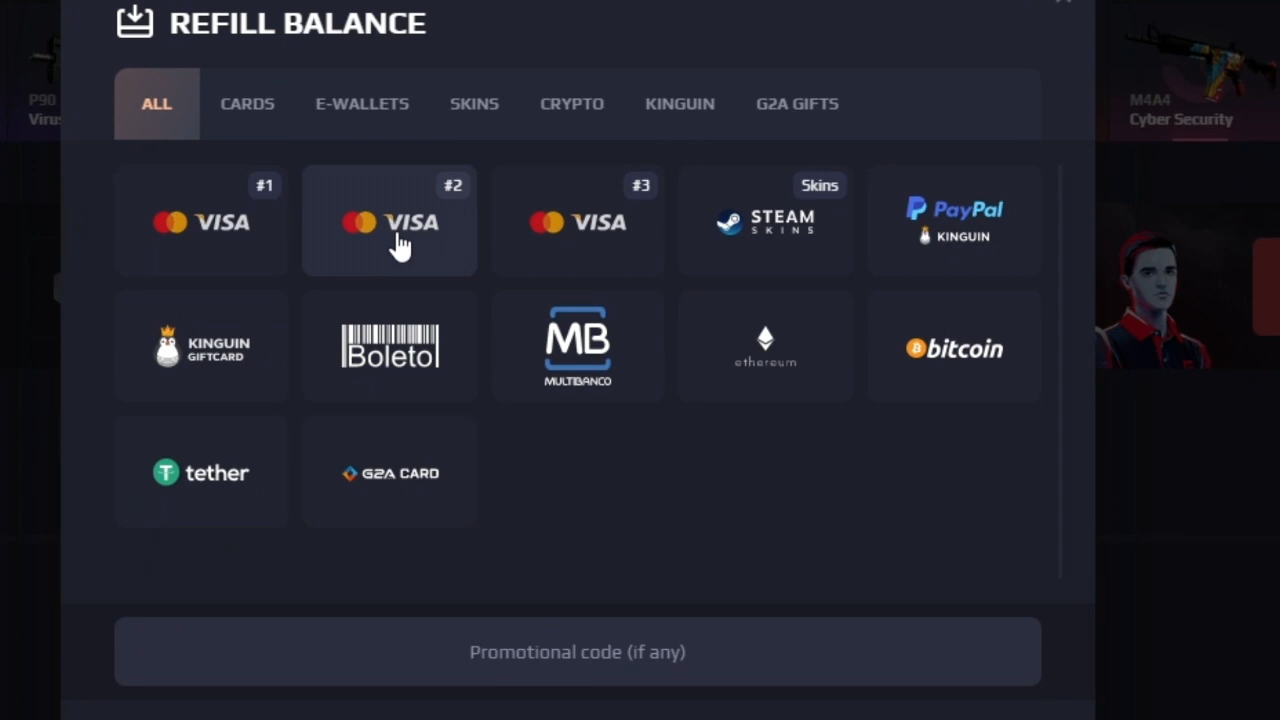 REFILL BALANCE
ALL CARDS E-WALLETS SKINS CRYPTO KINGUIN G2A GIFTS
P90
Virus
M4A4
Cyber Security
#1
VISA
#2
VISA
#3
VISA
Skins
STEAM
SKINS
PayPal
KINGUIN
KINGUIN
GIFTCARD
Boleto
MB
MULTIBANCO
ethereum
bitcoin
tether
G2A CARD
Promotional code (if any)